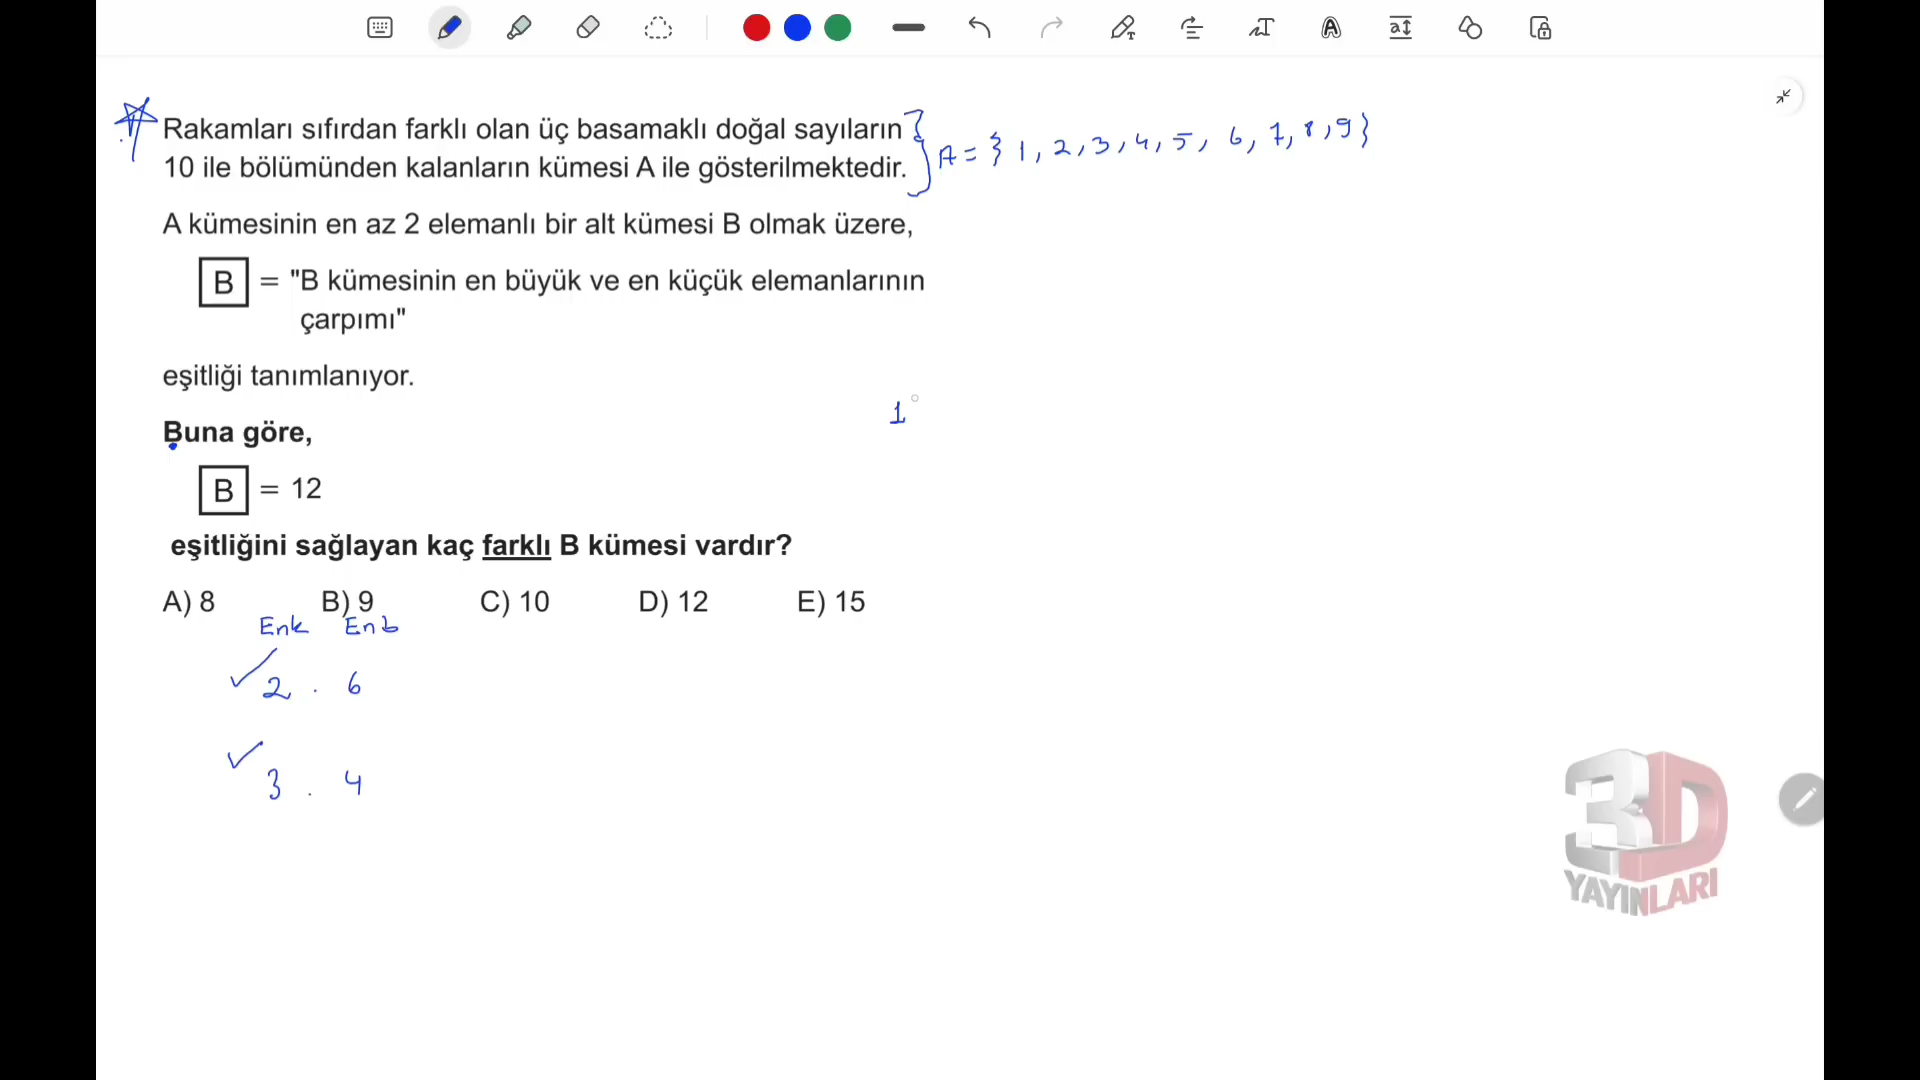 Rakamları sıfırdan farklı olan üç basamaklı doğal sayıların
10 ile bölümünden kalanların kümesi A ile gösterilmektedir.
A = { 1, 2, 3, 4, 5, 6, 7, 8, 9 }
A kümesinin en az 2 elemanlı bir alt kümesi B olmak üzere,
B = "B kümesinin en büyük ve en küçük elemanlarının
çarpımı"
eşitliği tanımlanıyor.
1
Buna göre,
B = 12
eşitliğini sağlayan kaç farklı B kümesi vardır?
A) 8 B) 9 C) 10 D) 12 E) 15
Enk Enb
2 . 6
3 . 4
3D
YAYINLARI